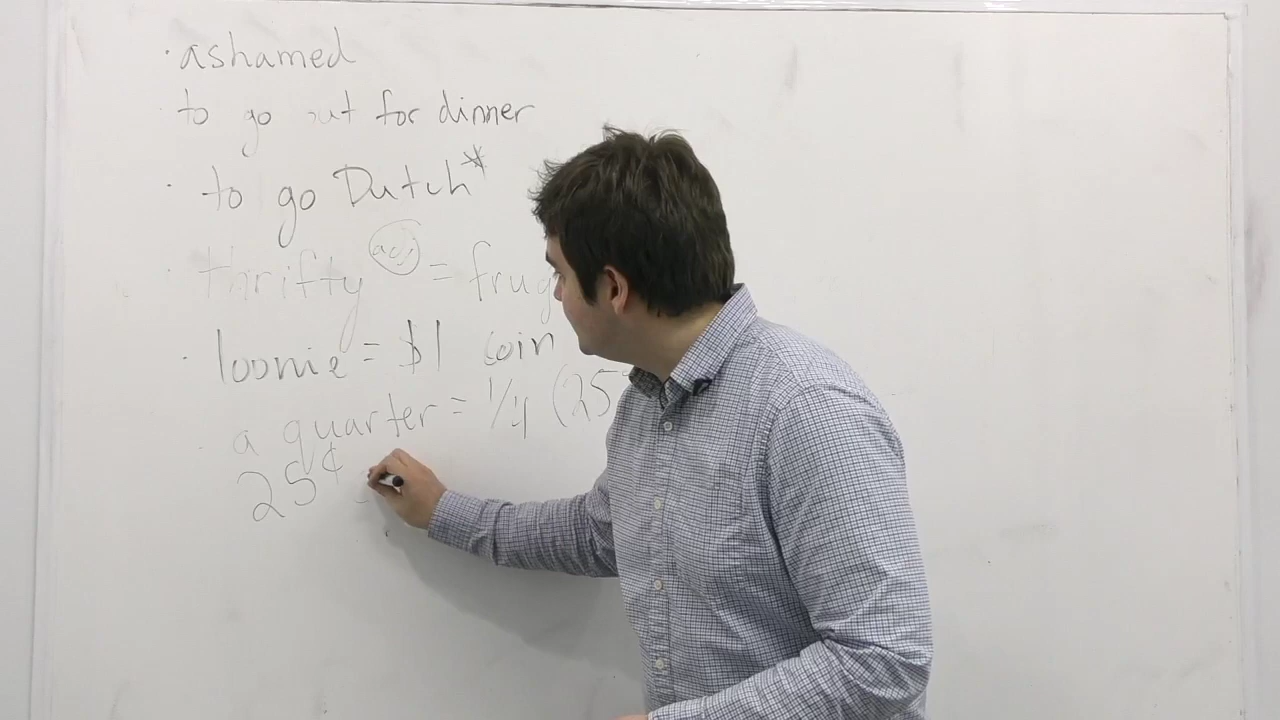 · ashamed
to go out for dinner
· to go Dutch*
· thrifty adj = frug
· loonie = $1 coin
- a quarter = 1/4 (25
25¢